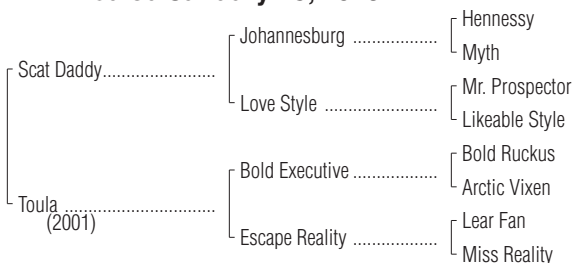 Hennessy
Johannesburg ....................
Myth
Scat Daddy..........................
Mr. Prospector
Love Style ..........................
Likeable Style
Bold Ruckus
Bold Executive ....................
Arctic Vixen
Toula ...................................
(2001)
Lear Fan
Escape Reality ....................
Miss Reality